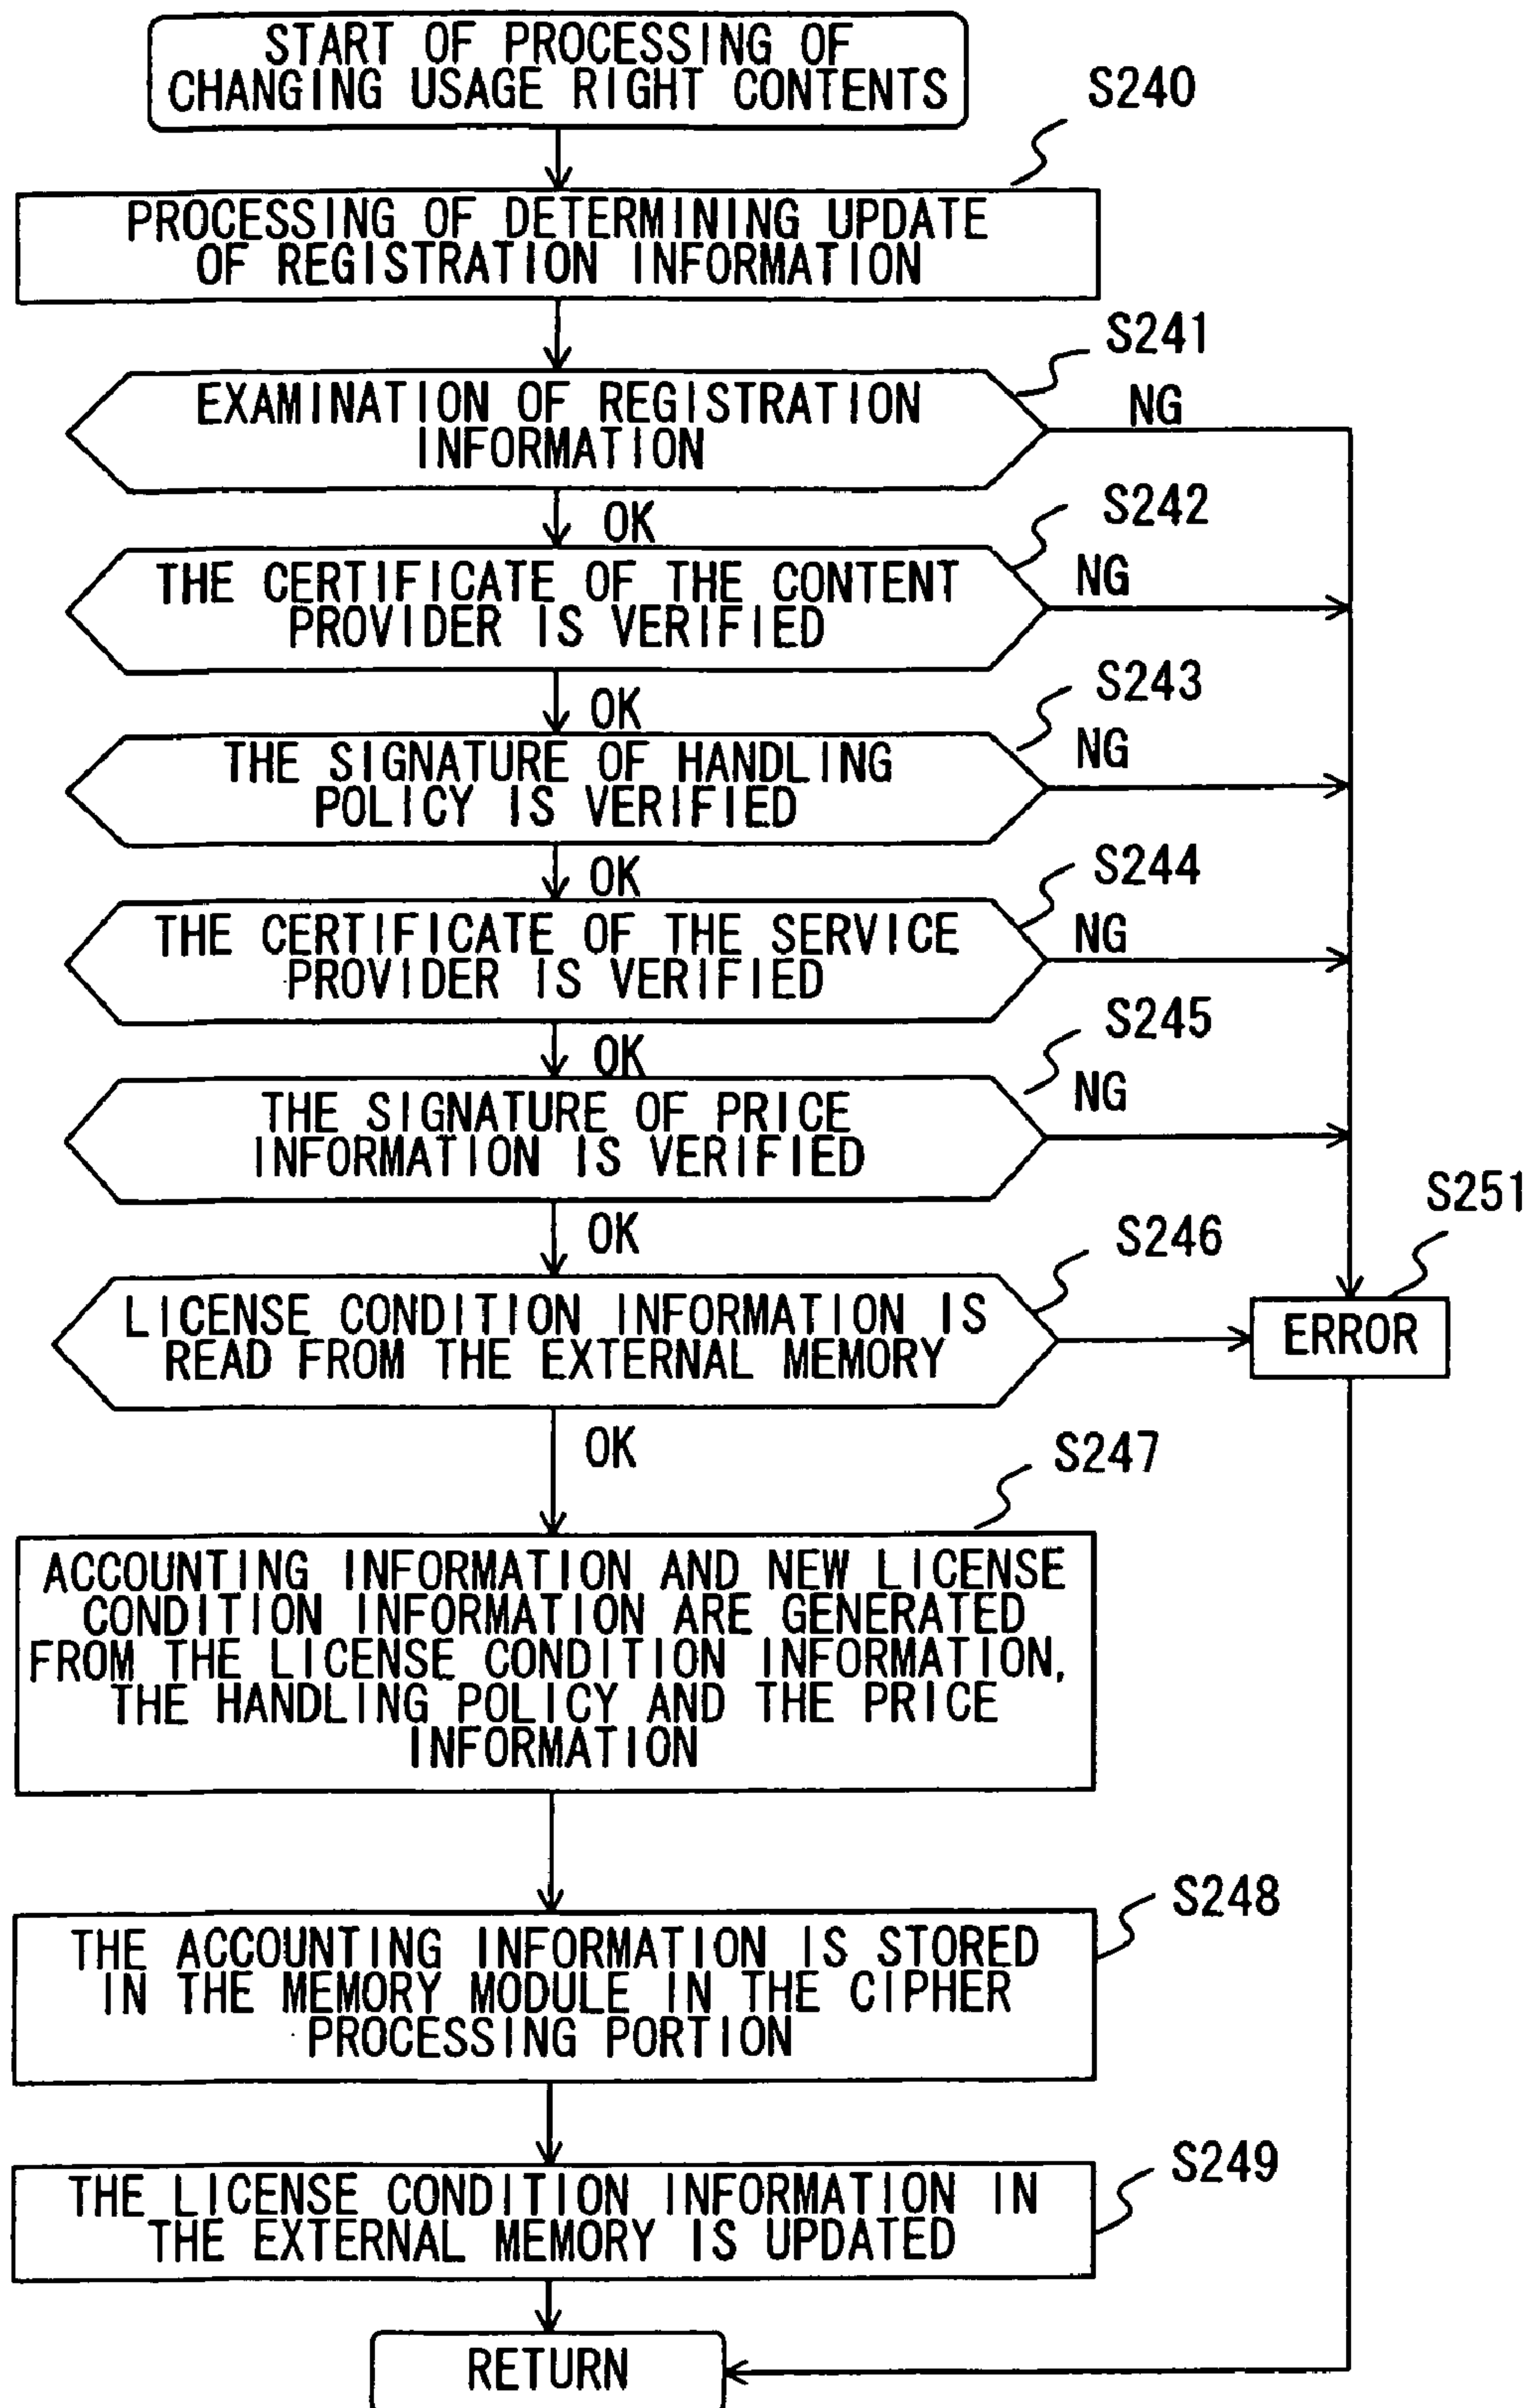 START OF PROCESSING OF
CHANGING USAGE RIGHT CONTENTS
S240
PROCESSING OF DETERMINING UPDATE
OF REGISTRATION INFORMATION
S241
EXAMINATION OF REGISTRATION
INFORMATION
NG
OK
S242
THE CERTIFICATE OF THE CONTENT
PROVIDER IS VERIFIED
NG
OK
S243
THE SIGNATURE OF HANDLING
POLICY IS VERIFIED
NG
OK
S244
THE CERTIFICATE OF THE SERVICE
PROVIDER IS VERIFIED
NG
OK
S245
THE SIGNATURE OF PRICE
INFORMATION IS VERIFIED
NG
OK
S246
LICENSE CONDITION INFORMATION IS
READ FROM THE EXTERNAL MEMORY
S251
ERROR
OK
S247
ACCOUNTING INFORMATION AND NEW LICENSE
CONDITION INFORMATION ARE GENERATED
FROM THE LICENSE CONDITION INFORMATION,
THE HANDLING POLICY AND THE PRICE
INFORMATION
S248
THE ACCOUNTING INFORMATION IS STORED
IN THE MEMORY MODULE IN THE CIPHER
PROCESSING PORTION
S249
THE LICENSE CONDITION INFORMATION IN
THE EXTERNAL MEMORY IS UPDATED
RETURN